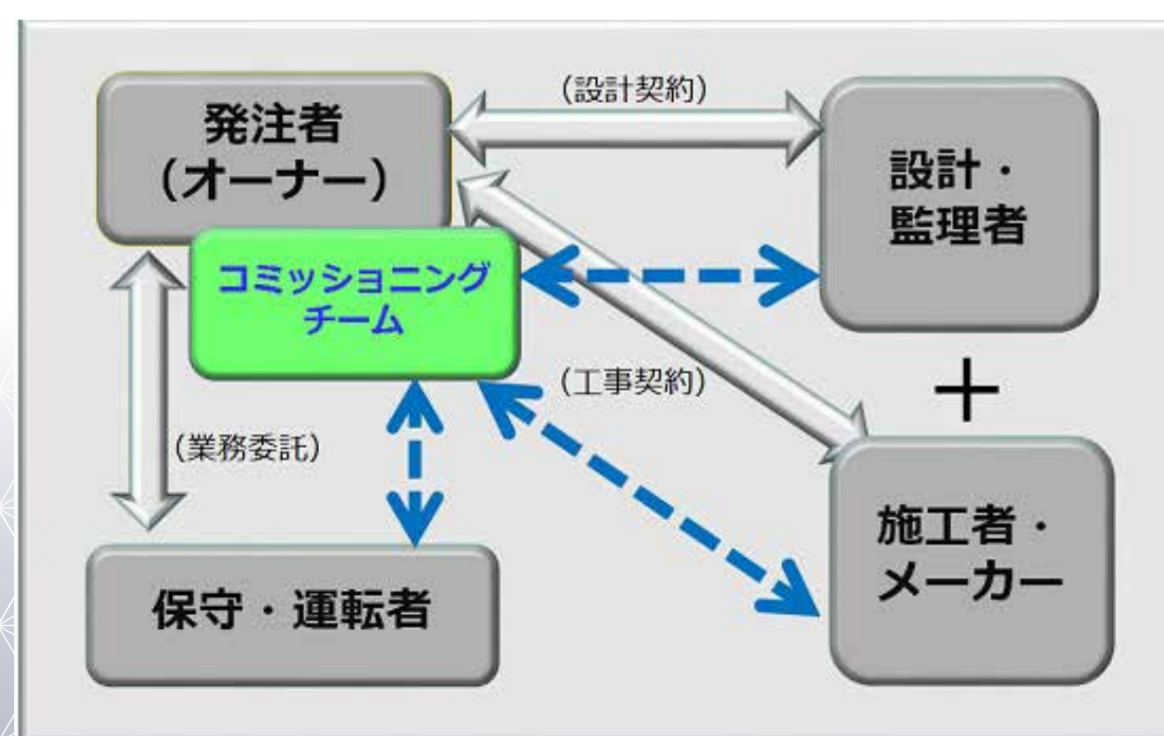 発注者
（オーナー）
（設計契約）
設計・
監理者
コミッショニング
チーム
（工事契約）
＋
（業務委託）
保守・運転者
施工者・
メーカー